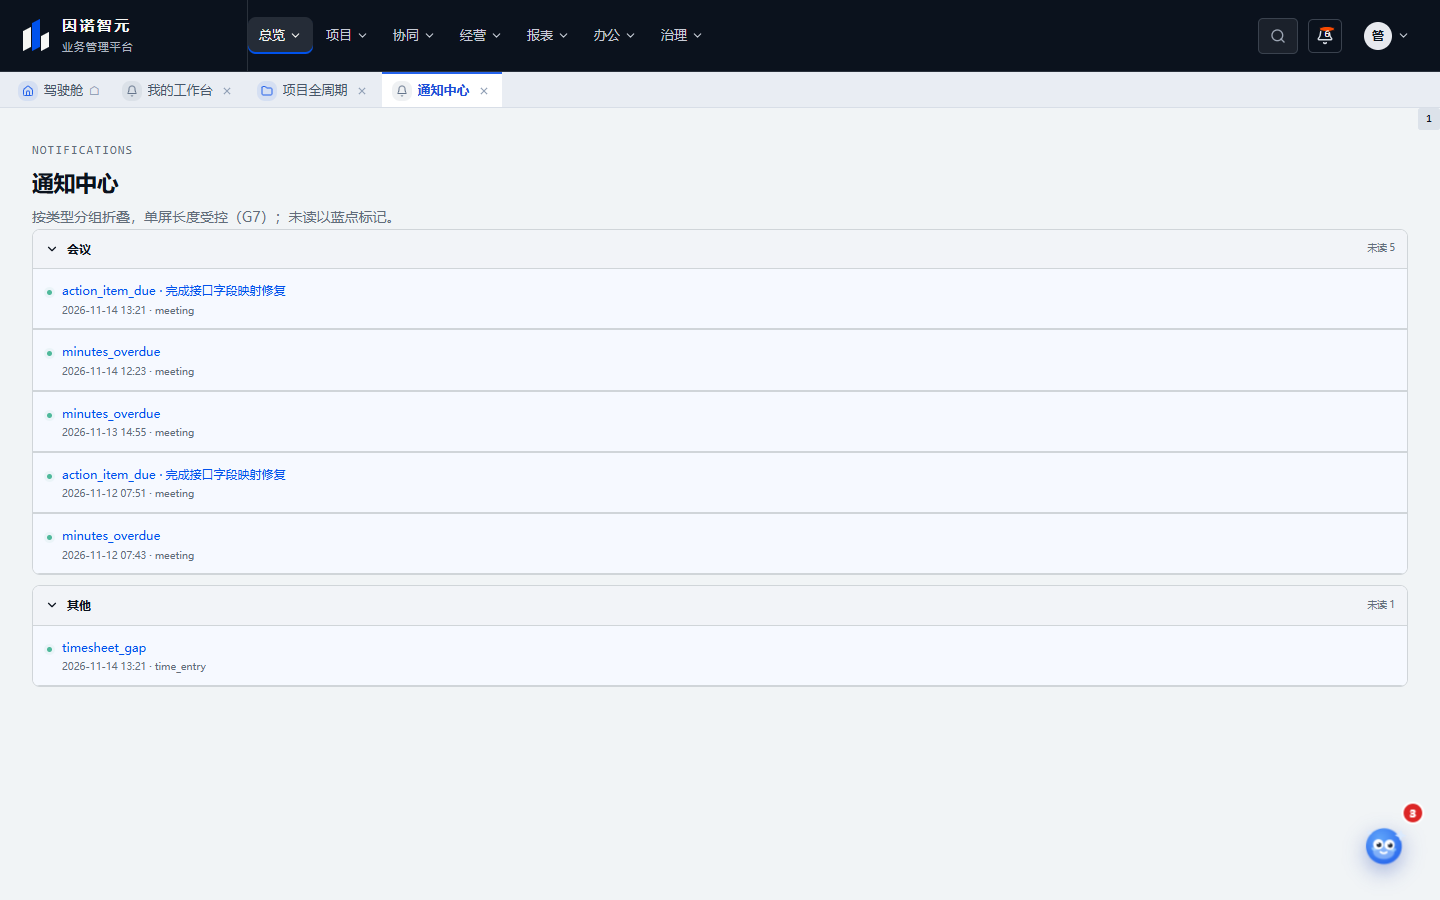 因诺智元
业务管理平台
总览
项目
协同
经营
报表
办公
治理
6
管
驾驶舱
我的工作台
项目全周期
通知中心
1
NOTIFICATIONS
通知中心
按类型分组折叠，单屏长度受控（G7）；未读以蓝点标记。
会议
未读 5
action_item_due · 完成接口字段映射修复
2026-11-14 13:21 · meeting
minutes_overdue
2026-11-14 12:23 · meeting
minutes_overdue
2026-11-13 14:55 · meeting
action_item_due · 完成接口字段映射修复
2026-11-12 07:51 · meeting
minutes_overdue
2026-11-12 07:43 · meeting
其他
未读 1
timesheet_gap
2026-11-14 13:21 · time_entry
3